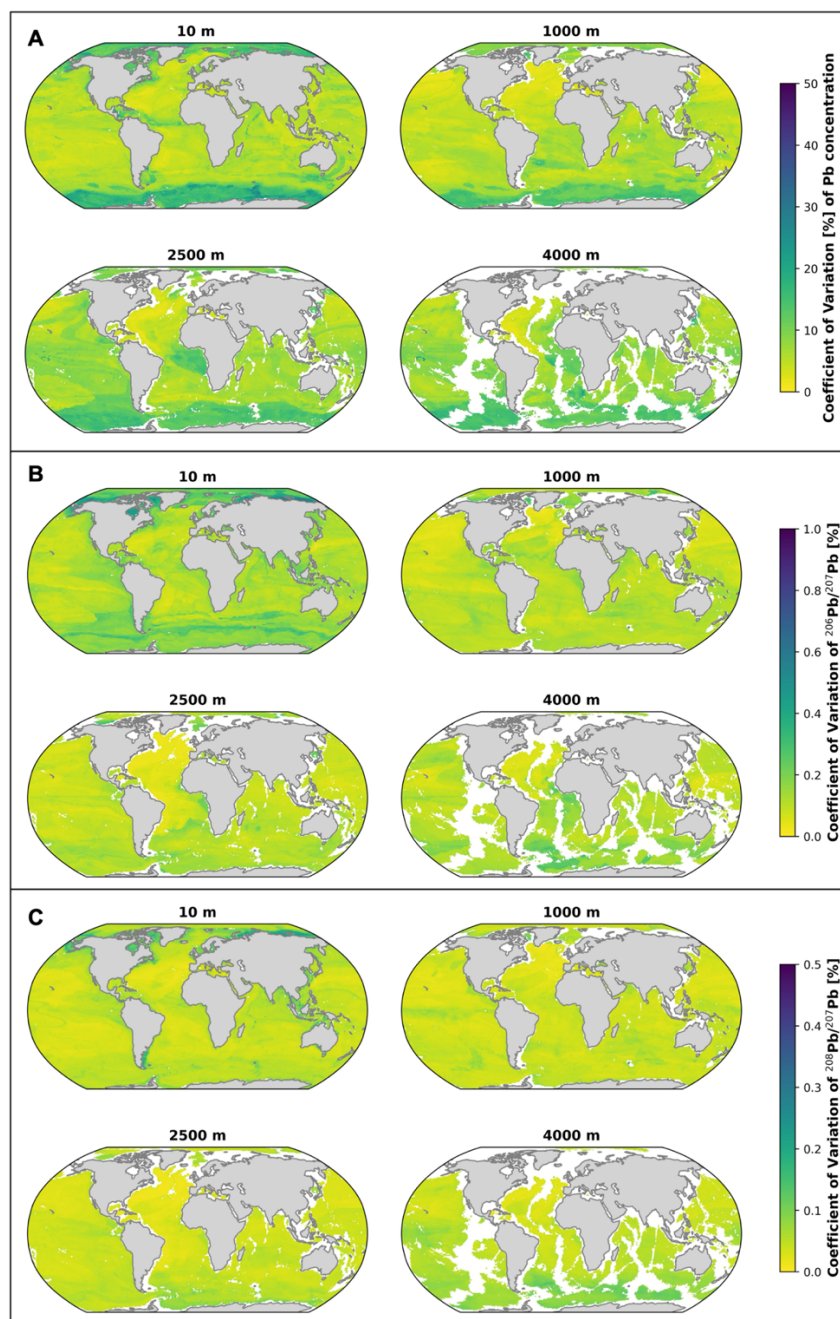 A
10 m
1000 m
2500 m
4000 m
50
40
30
20
10
0
Coefficient of Variation [%] of Pb concentration
B
10 m
1000 m
2500 m
4000 m
1.0
0.8
0.6
0.4
0.2
0.0
Coefficient of Variation of ²⁰⁶Pb/²⁰⁷Pb [%]
C
10 m
1000 m
2500 m
4000 m
0.5
0.4
0.3
0.2
0.1
0.0
Coefficient of Variation of ²⁰⁸Pb/²⁰⁷Pb [%]